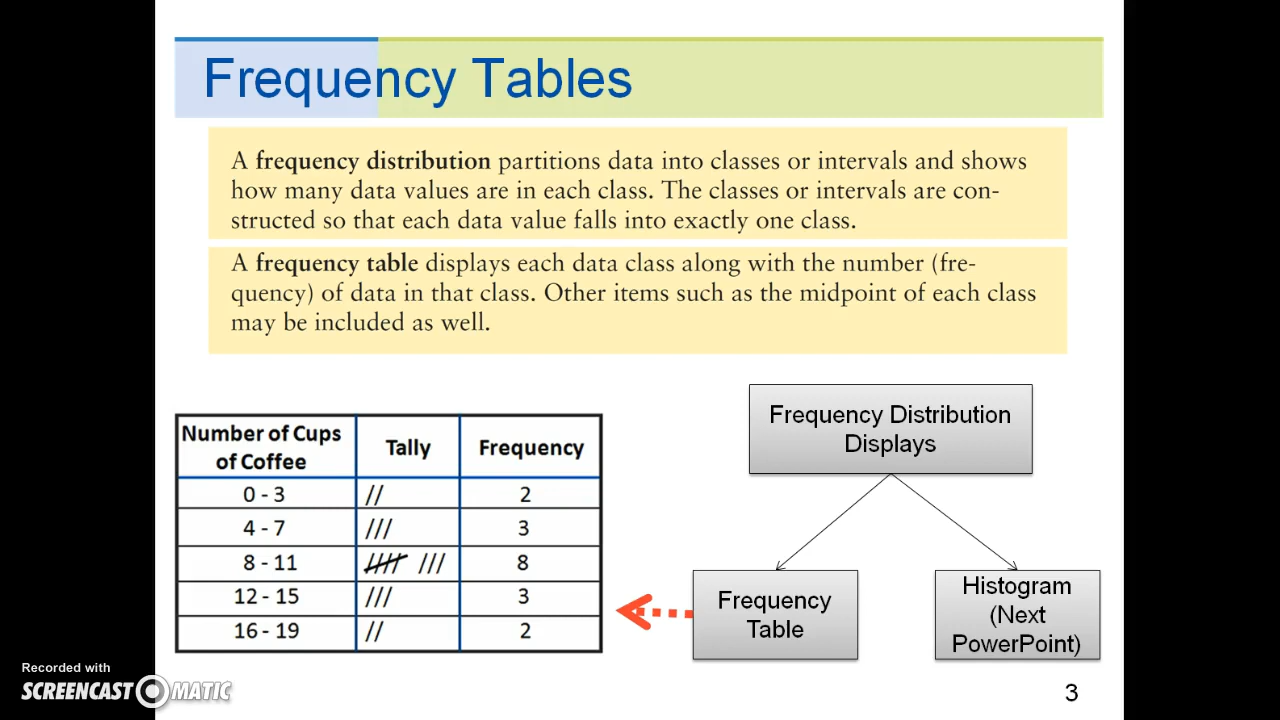 Frequency Tables
A frequency distribution partitions data into classes or intervals and shows
how many data values are in each class. The classes or intervals are con-
structed so that each data value falls into exactly one class.
A frequency table displays each data class along with the number (fre-
quency) of data in that class. Other items such as the midpoint of each class
may be included as well.
Number of Cups
of Coffee
Tally
Frequency
0 - 3 // 2
4 - 7 /// 3
8 - 11 //// /// 8
12 - 15 /// 3
16 - 19 // 2
Frequency Distribution
Displays
Frequency
Table
Histogram
(Next
PowerPoint)
Recorded with
SCREENCAST O MATIC
3